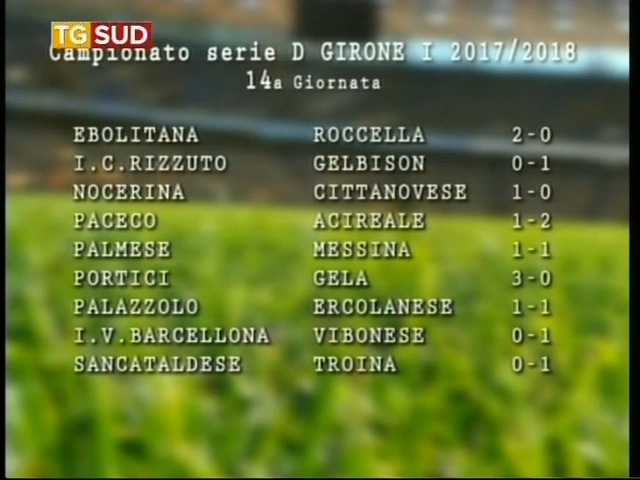 TG SUD
Campionato serie D GIRONE I 2017/2018
14a Giornata
EBOLITANA ROCCELLA 2-0
I.C.RIZZUTO GELBISON 0-1
NOCERINA CITTANOVESE 1-0
PACECO ACIREALE 1-2
PALMESE MESSINA 1-1
PORTICI GELA 3-0
PALAZZOLO ERCOLANESE 1-1
I.V.BARCELLONA VIBONESE 0-1
SANCATALDESE TROINA 0-1